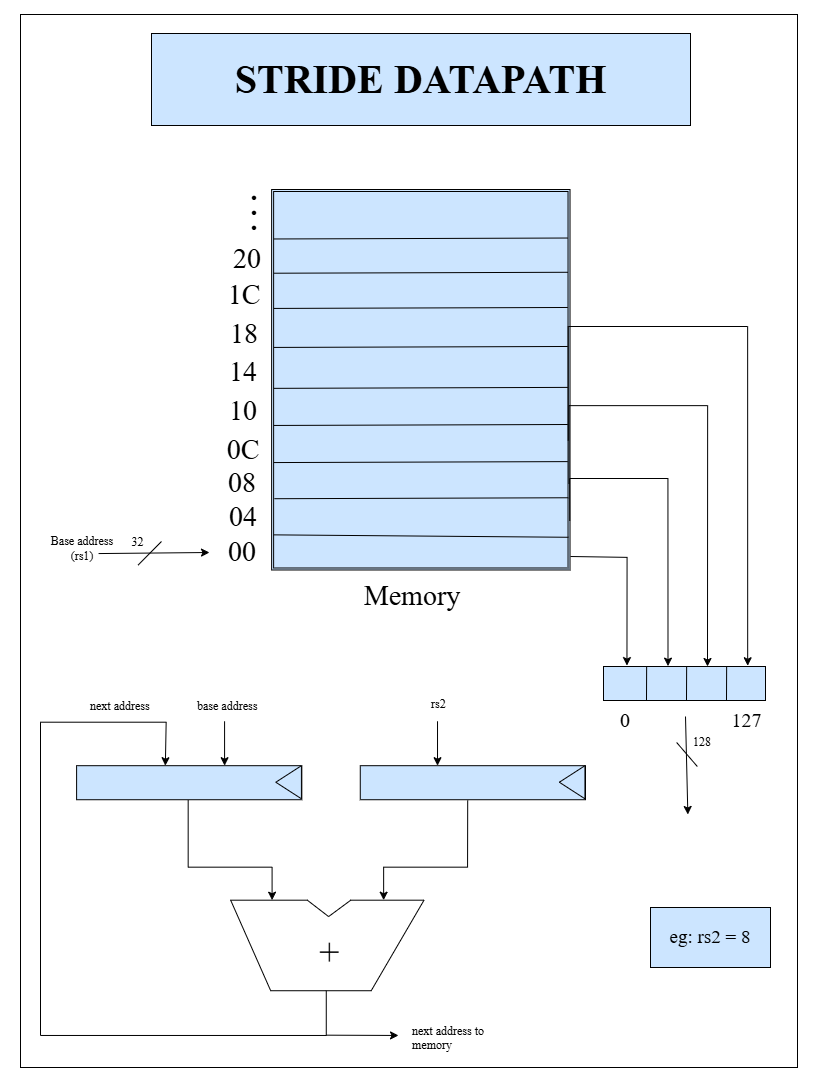 STRIDE DATAPATH
20
1C
18
14
10
0C
08
04
00
Base address
(rs1)
32
Memory
0
127
128
next address
base address
rs2
+
eg: rs2 = 8
next address to
memory